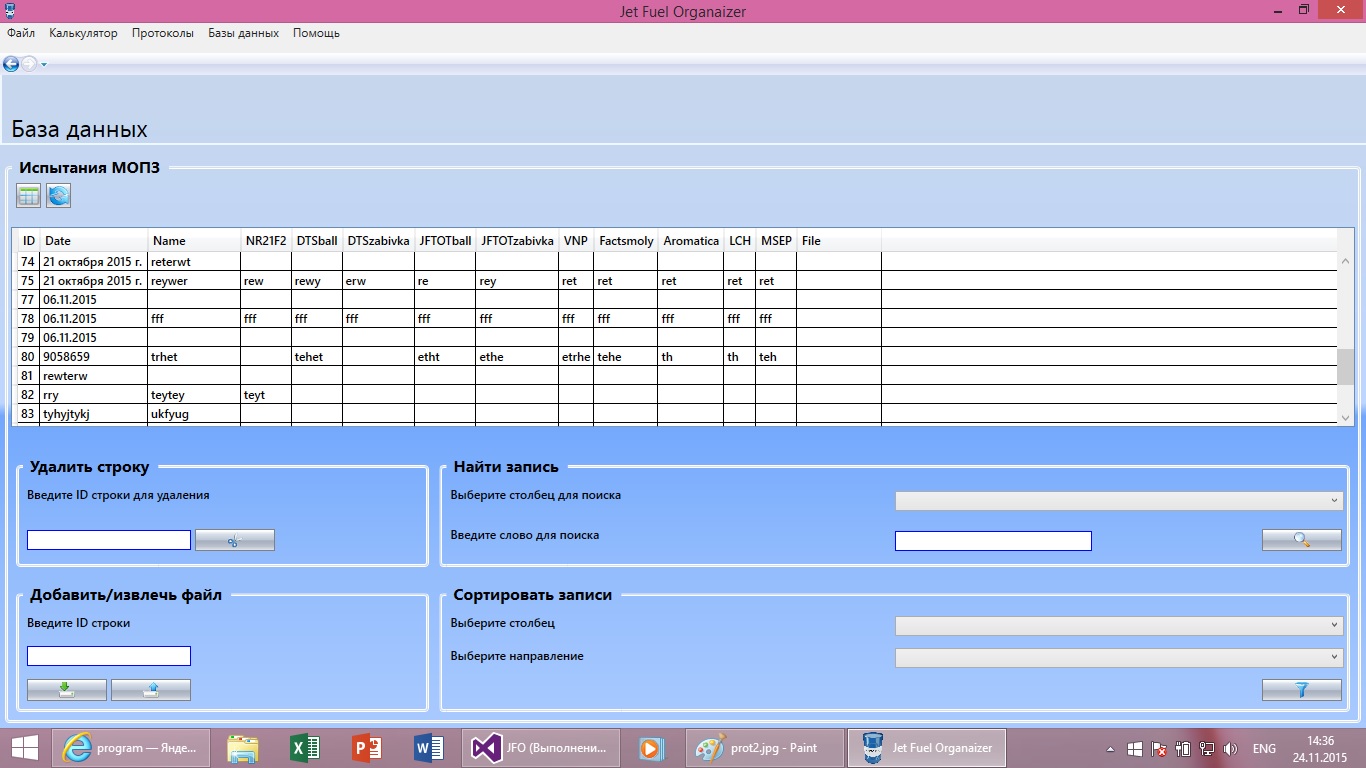 Jet Fuel Organaizer
Файл Калькулятор Протоколы Базы данных Помощь
База данных
Испытания МОПЗ
ID Date Name NR21F2 DTSball DTSzabivka JFTOTball JFTOTzabivka VNP Factsmoly Aromatica LCH MSEP File
74 21 октября 2015 г. reterwt
75 21 октября 2015 г. reywer rew rewy erw re rey ret ret ret ret ret
77 06.11.2015
78 06.11.2015 fff fff fff fff fff fff fff fff fff fff fff
79 06.11.2015
80 9058659 trhet tehet etht ethe etrhe tehe th th teh
81 rewterw
82 rry teytey teyt
83 tyhyjtykj ukfyug
Удалить строку
Введите ID строки для удаления
Найти запись
Выберите столбец для поиска
Введите слово для поиска
Добавить/извлечь файл
Введите ID строки
Сортировать записи
Выберите столбец
Выберите направление
program — Янде...
JFO (Выполнени...
prot2.jpg - Paint
Jet Fuel Organaizer
ENG
14:36
24.11.2015